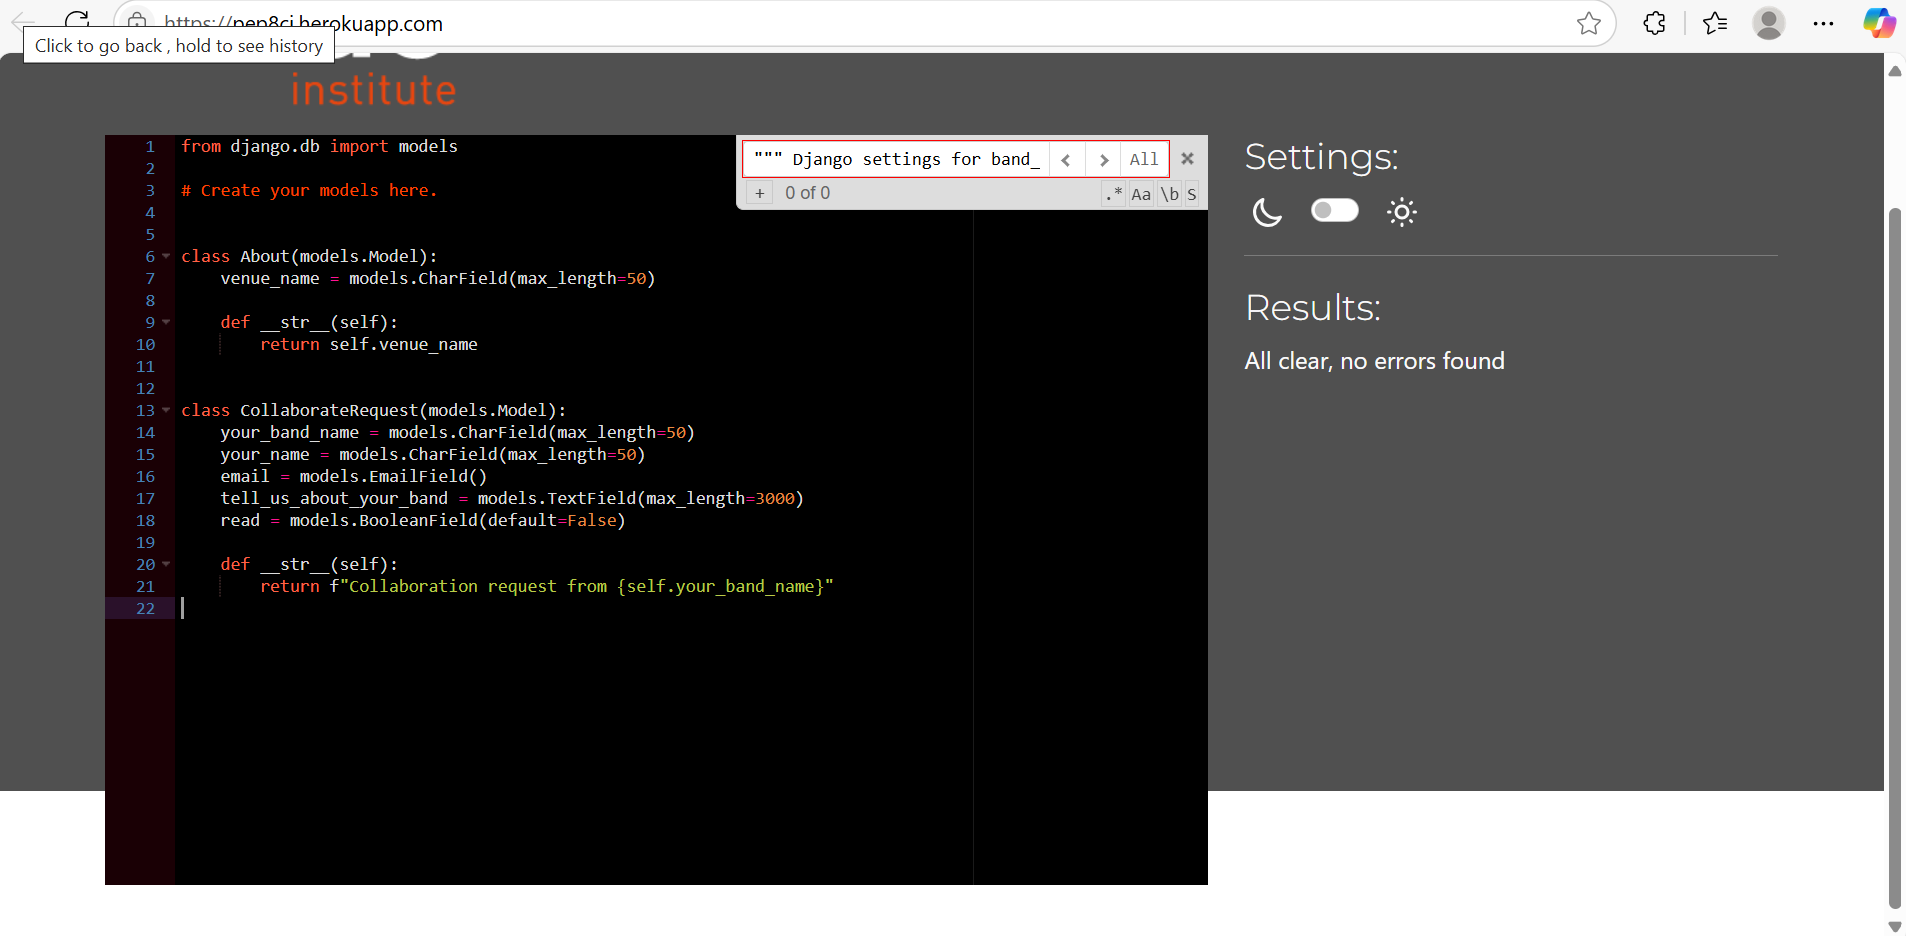 https://pep8ci.herokuapp.com
Click to go back , hold to see history
institute
1 from django.db import models
2
3 # Create your models here.
4
5
6 class About(models.Model):
7 venue_name = models.CharField(max_length=50)
8
9 def __str__(self):
10 return self.venue_name
11
12
13 class CollaborateRequest(models.Model):
14 your_band_name = models.CharField(max_length=50)
15 your_name = models.CharField(max_length=50)
16 email = models.EmailField()
17 tell_us_about_your_band = models.TextField(max_length=3000)
18 read = models.BooleanField(default=False)
19
20 def __str__(self):
21 return f"Collaboration request from {self.your_band_name}"
22
""" Django settings for band_
All
+ 0 of 0 .* Aa \b S
Settings:
Results:
All clear, no errors found